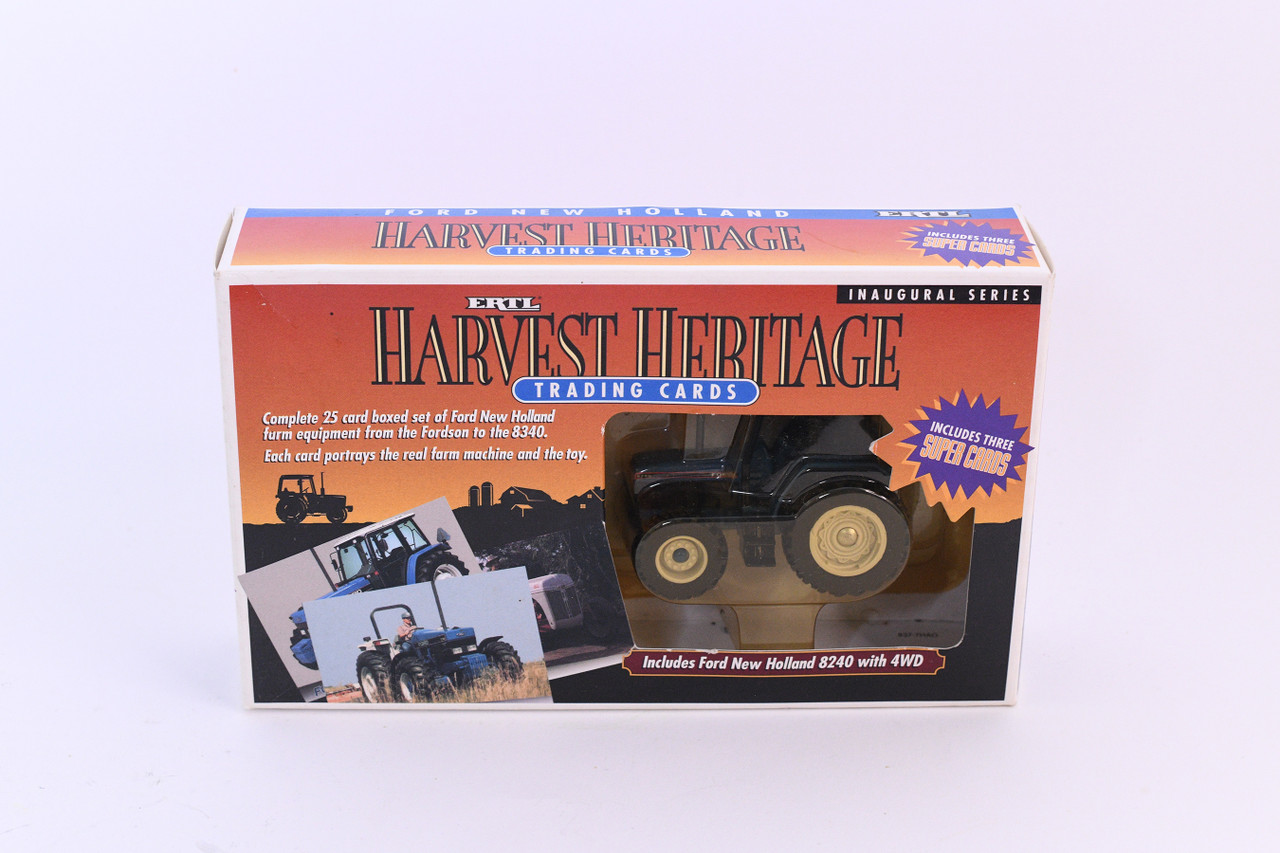 FORD NEW HOLLAND
ERTL
HARVEST HERITAGE
TRADING CARDS
INCLUDES THREE
SUPER CARDS
INAUGURAL SERIES
ERTL
HARVEST HERITAGE
TRADING CARDS
Complete 25 card boxed set of Ford New Holland
farm equipment from the Fordson to the 8340.
Each card portrays the real farm machine and the toy.
INCLUDES THREE
SUPER CARDS
Includes Ford New Holland 8240 with 4WD